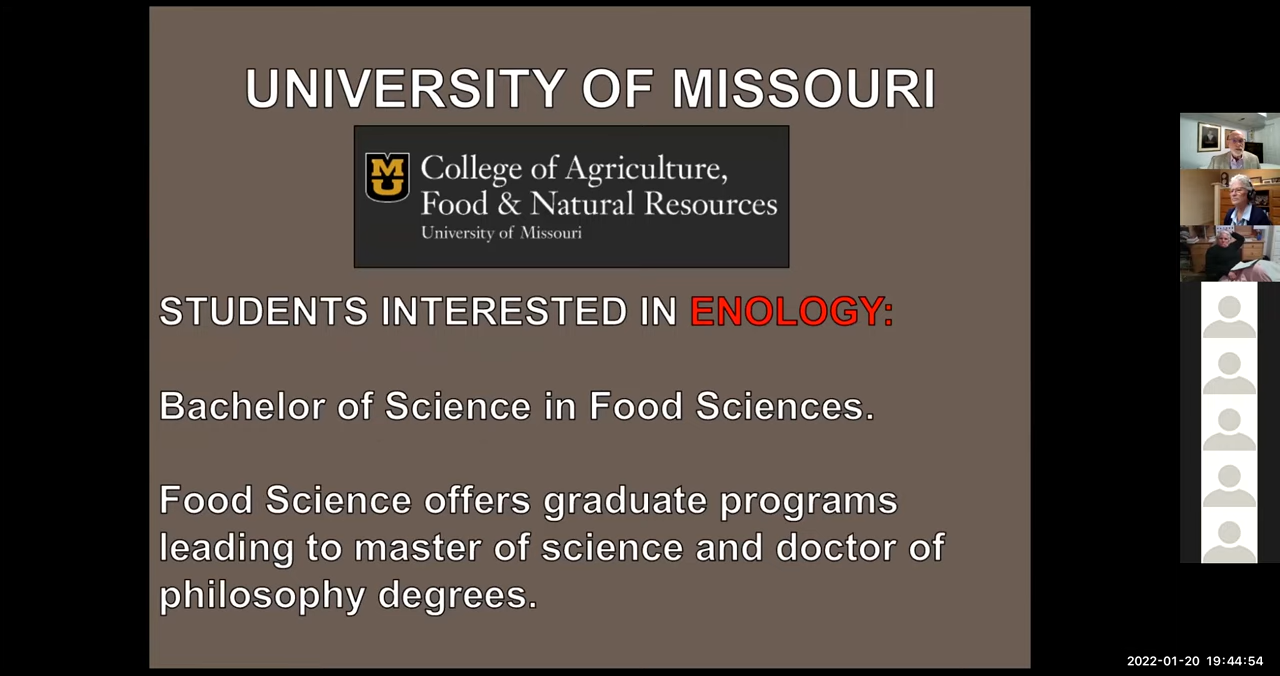 UNIVERSITY OF MISSOURI
MU
College of Agriculture,
Food & Natural Resources
University of Missouri
STUDENTS INTERESTED IN ENOLOGY:
Bachelor of Science in Food Sciences.
Food Science offers graduate programs
leading to master of science and doctor of
philosophy degrees.
2022-01-20 19:44:54